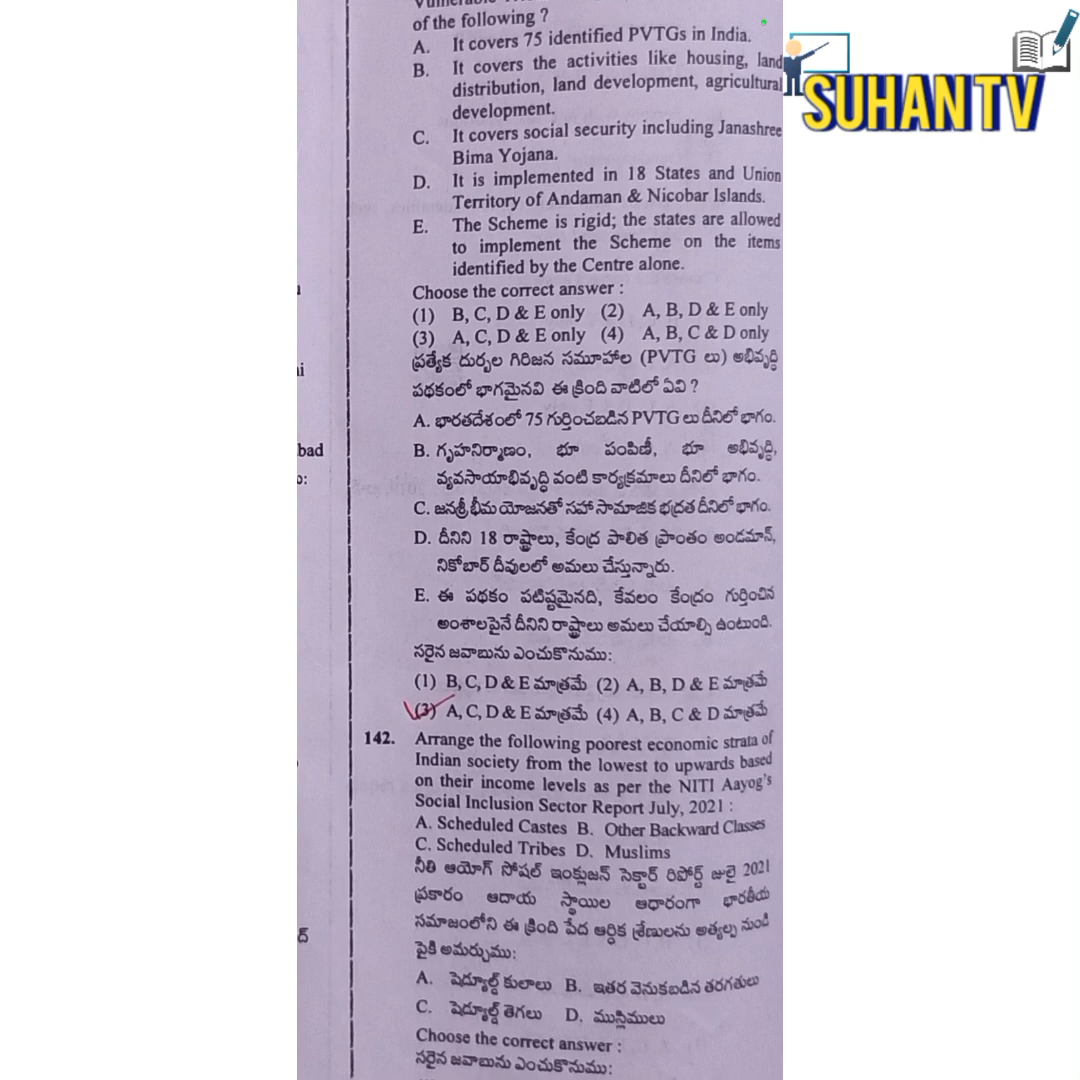 of the following ?
A. It covers 75 identified PVTGs in India.
B. It covers the activities like housing, land
distribution, land development, agricultural
development.
C. It covers social security including Janashree
Bima Yojana.
D. It is implemented in 18 States and Union
Territory of Andaman & Nicobar Islands.
E. The Scheme is rigid; the states are allowed
to implement the Scheme on the items
identified by the Centre alone.
Choose the correct answer :
(1) B, C, D & E only (2) A, B, D & E only
(3) A, C, D & E only (4) A, B, C & D only
ప్రత్యేక దుర్బల గిరిజన సమూహాల (PVTG లు) అభివృద్ధి
పథకంలో భాగమైనవి ఈ క్రింది వాటిలో ఏవి ?
A. భారతదేశంలో 75 గుర్తించబడిన PVTG లు దీనిలో భాగం.
B. గృహనిర్మాణం, భూ పంపిణీ, భూ అభివృద్ధి,
వ్యవసాయాభివృద్ధి వంటి కార్యక్రమాలు దీనిలో భాగం.
C. జనశ్రీ భీమ యోజనతో సహా సామాజిక భద్రత దీనిలో భాగం.
D. దీనిని 18 రాష్ట్రాలు, కేంద్ర పాలిత ప్రాంతం అండమాన్,
నికోబార్ దీవులలో అమలు చేస్తున్నారు.
E. ఈ పథకం పటిష్టమైనది, కేవలం కేంద్రం గుర్తించిన
అంశాలపైనే దీనిని రాష్ట్రాలు అమలు చేయాల్సి ఉంటుంది.
సరైన జవాబును ఎంచుకొనుము:
(1) B, C, D & E మాత్రమే (2) A, B, D & E మాత్రమే
(3) A, C, D & E మాత్రమే (4) A, B, C & D మాత్రమే
142. Arrange the following poorest economic strata of
Indian society from the lowest to upwards based
on their income levels as per the NITI Aayog's
Social Inclusion Sector Report July, 2021 :
A. Scheduled Castes B. Other Backward Classes
C. Scheduled Tribes D. Muslims
నీతి ఆయోగ్ సోషల్ ఇంక్లుజన్ సెక్టార్ రిపోర్ట్ జులై 2021
ప్రకారం ఆదాయ స్థాయిల ఆధారంగా భారతీయ
సమాజంలోని ఈ క్రింది పేద ఆర్థిక శ్రేణులను అత్యల్ప నుండి
పైకి అమర్చుము:
A. షెడ్యూల్డ్ కులాలు B. ఇతర వెనుకబడిన తరగతులు
C. షెడ్యూల్డ్ తెగలు D. ముస్లిములు
Choose the correct answer :
సరైన జవాబును ఎంచుకొనుము:
bad
SUHAN TV